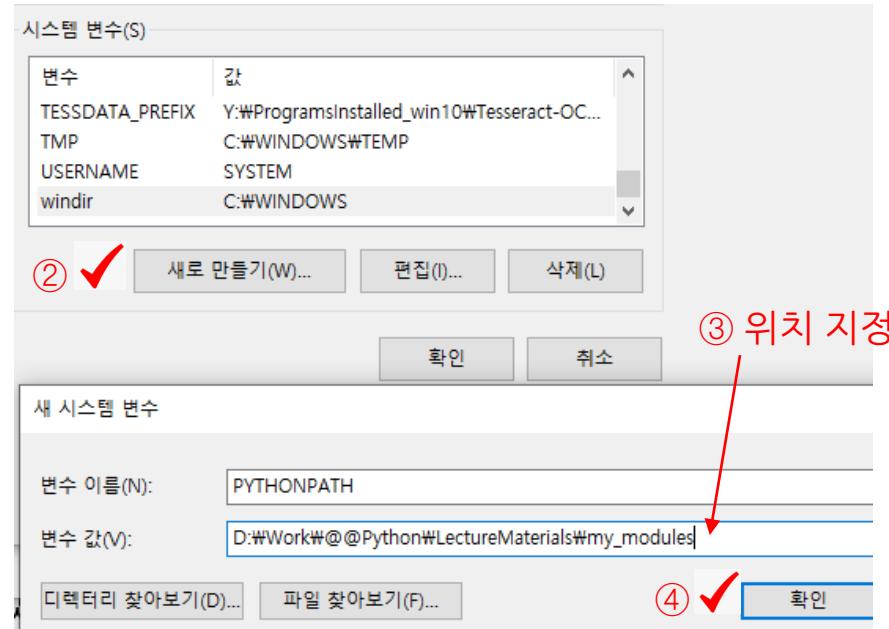 시스템 변수(S)
변수 값
TESSDATA_PREFIX Y:₩ProgramsInstalled_win10₩Tesseract-OC...
TMP C:₩WINDOWS₩TEMP
USERNAME SYSTEM
windir C:₩WINDOWS
② 새로 만들기(W)... 편집(I)... 삭제(L)
③ 위치 지정
확인 취소
새 시스템 변수
변수 이름(N): PYTHONPATH
변수 값(V): D:₩Work₩@@Python₩LectureMaterials₩my_modules
디렉터리 찾아보기(D)... 파일 찾아보기(F)... ④ 확인